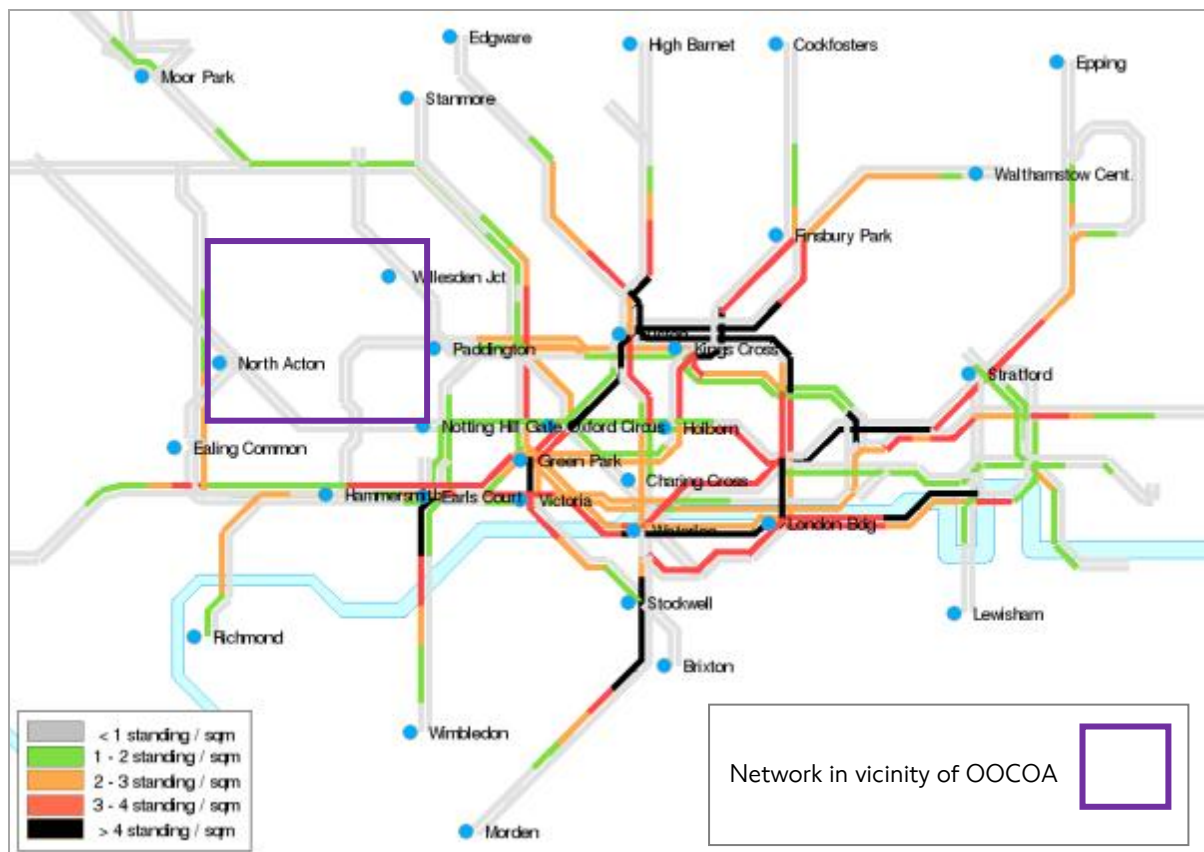 Edgware
High Barnet
Cockfosters
Epping
Moor Park
Stanmore
Walthamstow Cent.
Finsbury Park
Willesden Jct
Euston
Paddington
Kings Cross
North Acton
Stratford
Notting Hill Gate
Oxford Circus
Holborn
Ealing Common
Green Park
Charing Cross
Hammersmith
Earls Court
Victoria
Waterloo
London Bdg
Stockwell
Lewisham
Richmond
Brixton
Wimbledon
Morden
< 1 standing / sqm
1 - 2 standing / sqm
2 - 3 standing / sqm
3 - 4 standing / sqm
> 4 standing / sqm
Network in vicinity of OOCOA